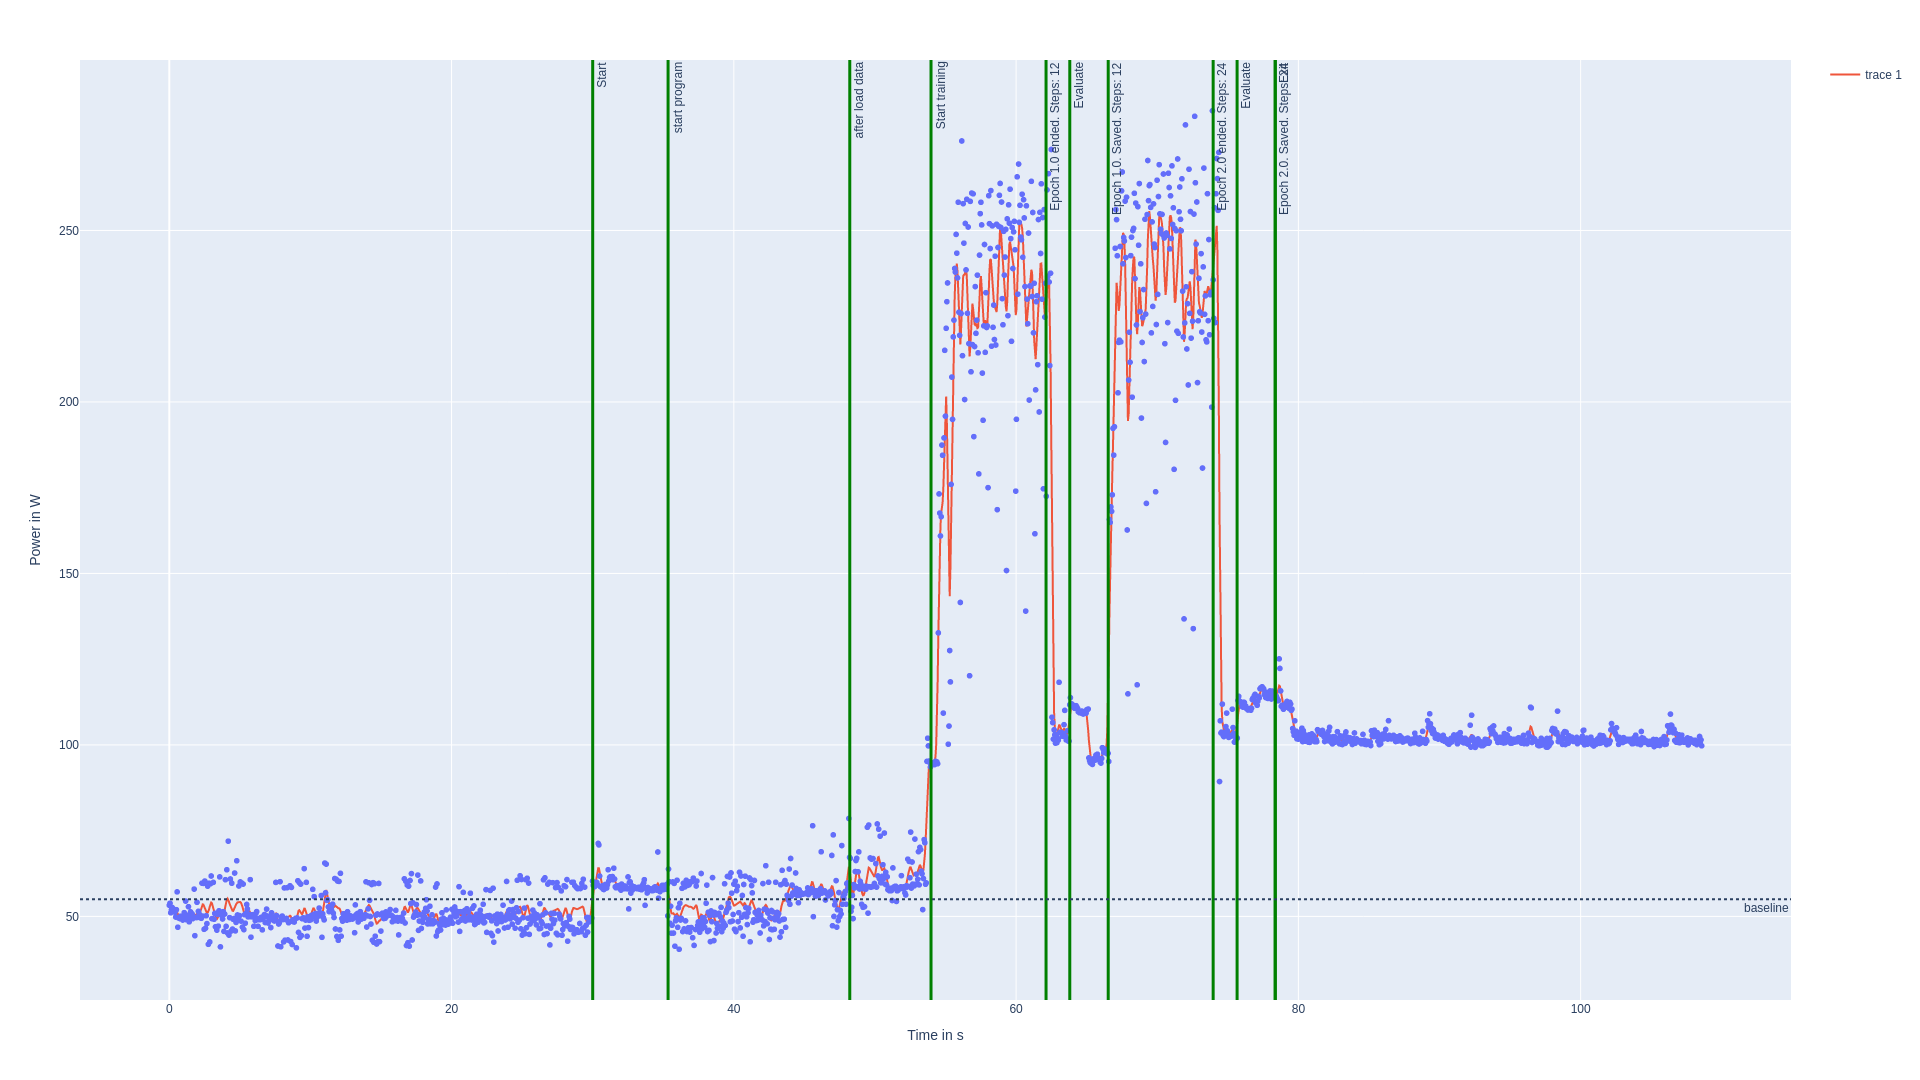 Start
start program
after load data
Start training
Epoch 1.0 ended. Steps: 12
Evaluate
Epoch 1.0. Saved. Steps: 12
Epoch 2.0 ended. Steps: 24
Evaluate
Epoch 2.0. Saved. Steps: 24
Exit
trace 1
250
200
150
100
50
Power in W
baseline
0
20
40
60
80
100
Time in s